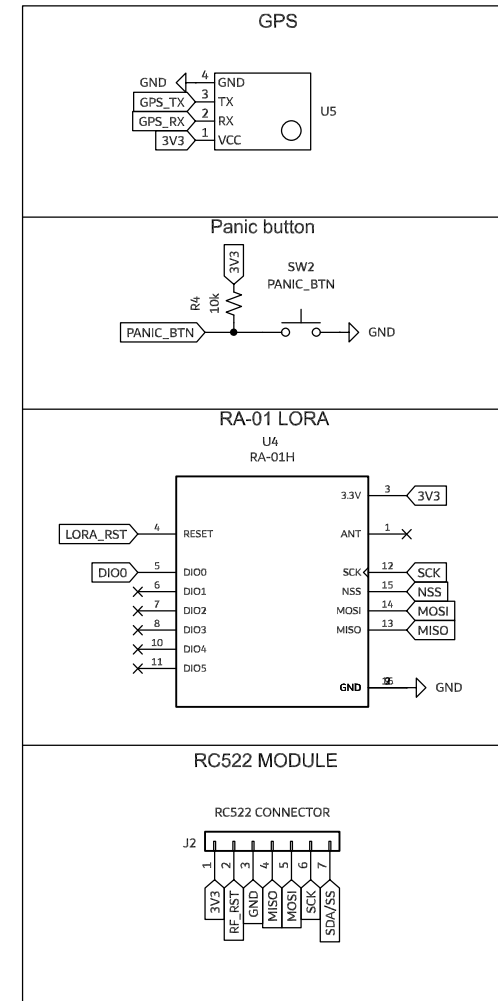 GPS
GND 4 GND
GPS_TX 3 TX
GPS_RX 2 RX
3V3 1 VCC
U5
Panic button
3V3
R4
10k
SW2
PANIC_BTN
PANIC_BTN
GND
RA-01 LORA
U4
RA-01H
3.3V 3 3V3
LORA_RST 4 RESET
ANT 1
DIO0 5 DIO0
SCK 12 SCK
6 DIO1
NSS 15 NSS
7 DIO2
MOSI 14 MOSI
8 DIO3
MISO 13 MISO
10 DIO4
11 DIO5
GND GND
RC522 MODULE
RC522 CONNECTOR
J2
1 2 3 4 5 6 7
3V3
RF_RST
GND
MISO
MOSI
SCK
SDA/SS